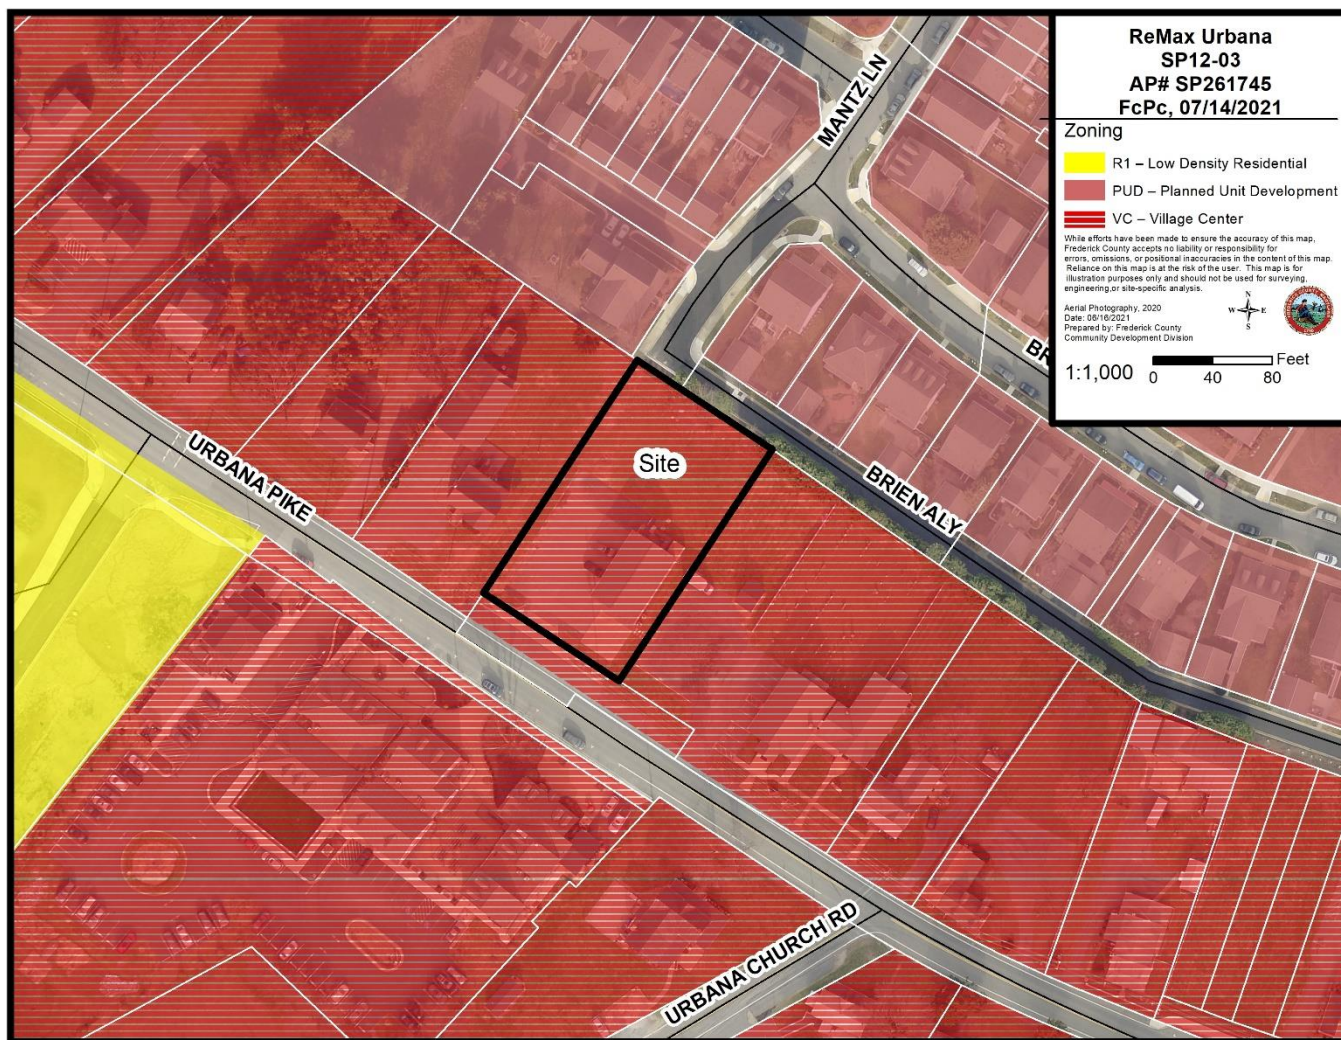 ReMax Urbana
SP12-03
AP# SP261745
FcPc, 07/14/2021
Zoning
R1 – Low Density Residential
PUD – Planned Unit Development
VC – Village Center
While efforts have been made to ensure the accuracy of this map,
Frederick County accepts no liability or responsibility for
errors, omissions, or positional inaccuracies in the content of this map.
Reliance on this map is at the risk of the user. This map is for
illustration purposes only and should not be used for surveying,
engineering,or site-specific analysis.
Aerial Photography, 2020
Date: 06/16/2021
Prepared by: Frederick County
Community Development Division
N
W E
S
1:1,000
0 40 80 Feet
MANTZ LN
BR
Site
URBANA PIKE
BRIEN ALY
URBANA CHURCH RD